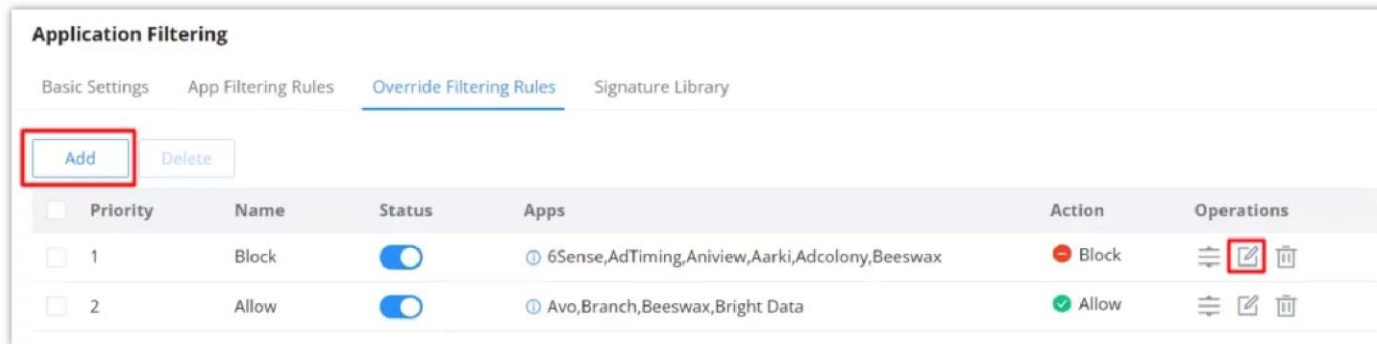 Application Filtering
Basic Settings App Filtering Rules Override Filtering Rules Signature Library
Add Delete
Priority Name Status Apps Action Operations
1 Block 6Sense,AdTiming,Aniview,Aarki,Adcolony,Beeswax Block
2 Allow Avo,Branch,Beeswax,Bright Data Allow